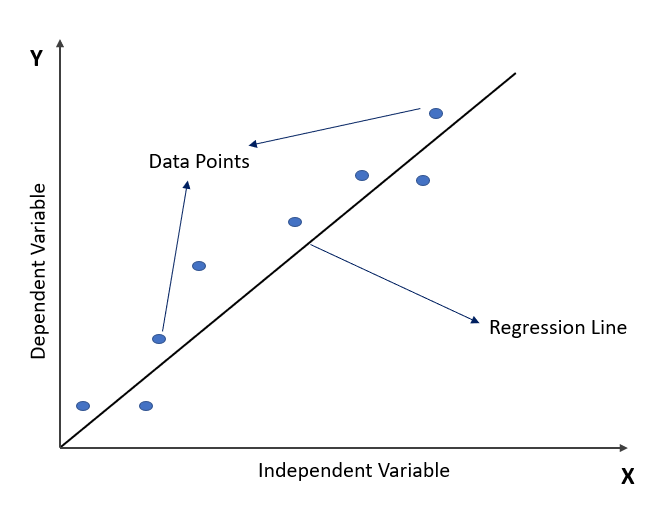 Y
Data Points
Dependent Variable
Regression Line
Independent Variable
X